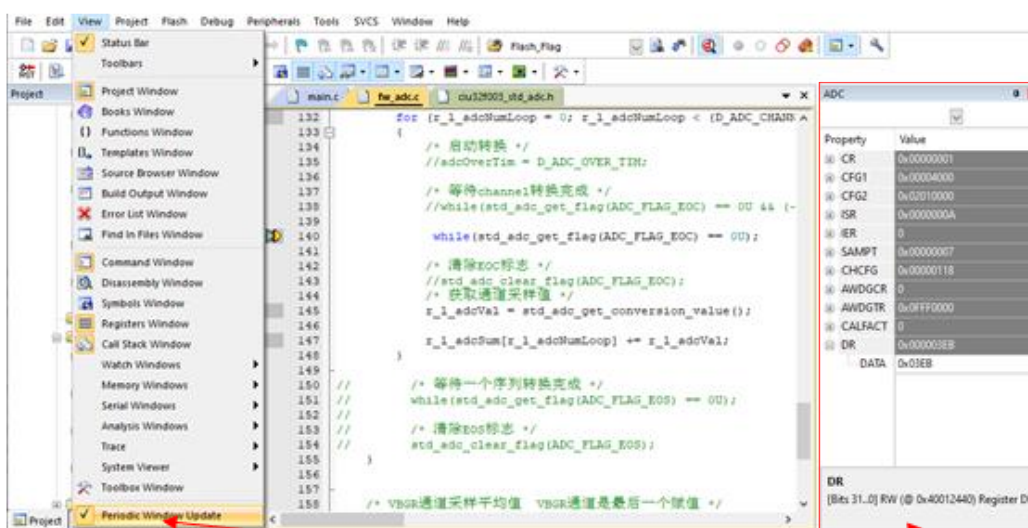 File Edit View Project Flash Debug Peripherals Tools SVCS Window Help
Status Bar
Toolbars
Project Window
Books Window
Functions Window
Templates Window
Source Browser Window
Build Output Window
Error List Window
Find In Files Window
Command Window
Disassembly Window
Symbols Window
Registers Window
Call Stack Window
Watch Windows
Memory Windows
Serial Windows
Analysis Windows
Trace
System Viewer
Toolbox Window
Periodic Window Update
Flash_Flag
Project
Project
main.c fw_adc.c ciu32f003_std_adc.h
132 for (r_l_adcNumLoop = 0; r_l_adcNumLoop < (D_ADC_CHANN
133 {
134 /* 启动转换 */
135 //adcOverTim = D_ADC_OVER_TIM;
136
137 /* 等待channel转换完成 */
138 //while(std_adc_get_flag(ADC_FLAG_EOC) == 0U && (-
139
140 while(std_adc_get_flag(ADC_FLAG_EOC) == 0U);
141
142 /* 清除EOC标志 */
143 //std_adc_clear_flag(ADC_FLAG_EOC);
144 /* 获取通道采样值 */
145 r_l_adcVal = std_adc_get_conversion_value();
146
147 r_l_adcSum[r_l_adcNumLoop] += r_l_adcVal;
148 }
149
150 // /* 等待一个序列转换完成 */
151 // while(std_adc_get_flag(ADC_FLAG_EOS) == 0U);
152 //
153 // /* 清除EOS标志 */
154 // std_adc_clear_flag(ADC_FLAG_EOS);
155 }
156
157
158 /* VBGR通道采样平均值 VBGR通道是最后一个赋值 */
ADC
Property Value
CR 0x00000001
CFG1 0x00004000
CFG2 0x02010000
ISR 0x0000000A
IER 0
SAMPT 0x00000007
CHCFG 0x00000118
AWDGCR 0
AWDGTR 0x0FFF0000
CALFACT 0
DR 0x000003EB
DATA 0x03EB
DR
[Bits 31..0] RW (@ 0x40012440) Register D